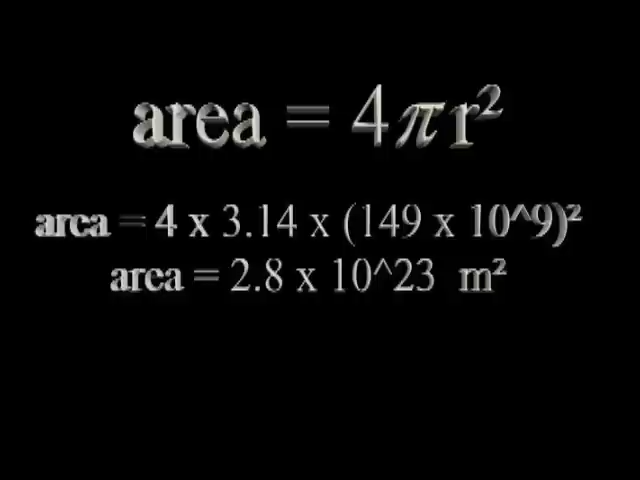 area = 4πr²
area = 4 x 3.14 x (149 x 10^9)²
area = 2.8 x 10^23 m²